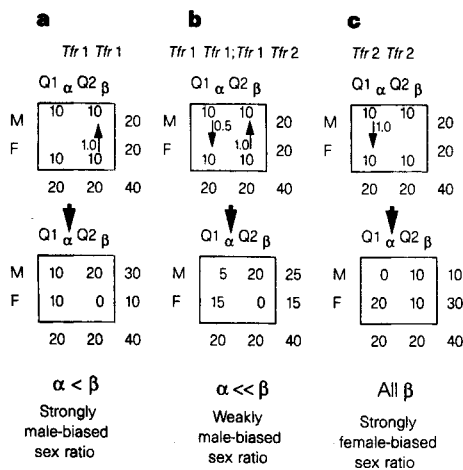 a b c
Tfr 1 Tfr 1 Tfr 1 Tfr 1; Tfr 1 Tfr 2 Tfr 2 Tfr 2
Q1 α Q2 β Q1 α Q2 β Q1 α Q2 β
M 10 10 20 M 10 10 20 M 10 10 20
0.5 1.0
F 1.0 20 F 1.0 20 F 20
10 10 10 10 10 10
20 20 40 20 20 40 20 20 40
Q1 α Q2 β Q1 α Q2 β Q1 α Q2 β
M 10 20 30 M 5 20 25 M 0 10 10
F 10 0 10 F 15 0 15 F 20 10 30
20 20 40 20 20 40 20 20 40
α < β α << β All β
Strongly Weakly Strongly
male-biased male-biased female-biased
sex ratio sex ratio sex ratio